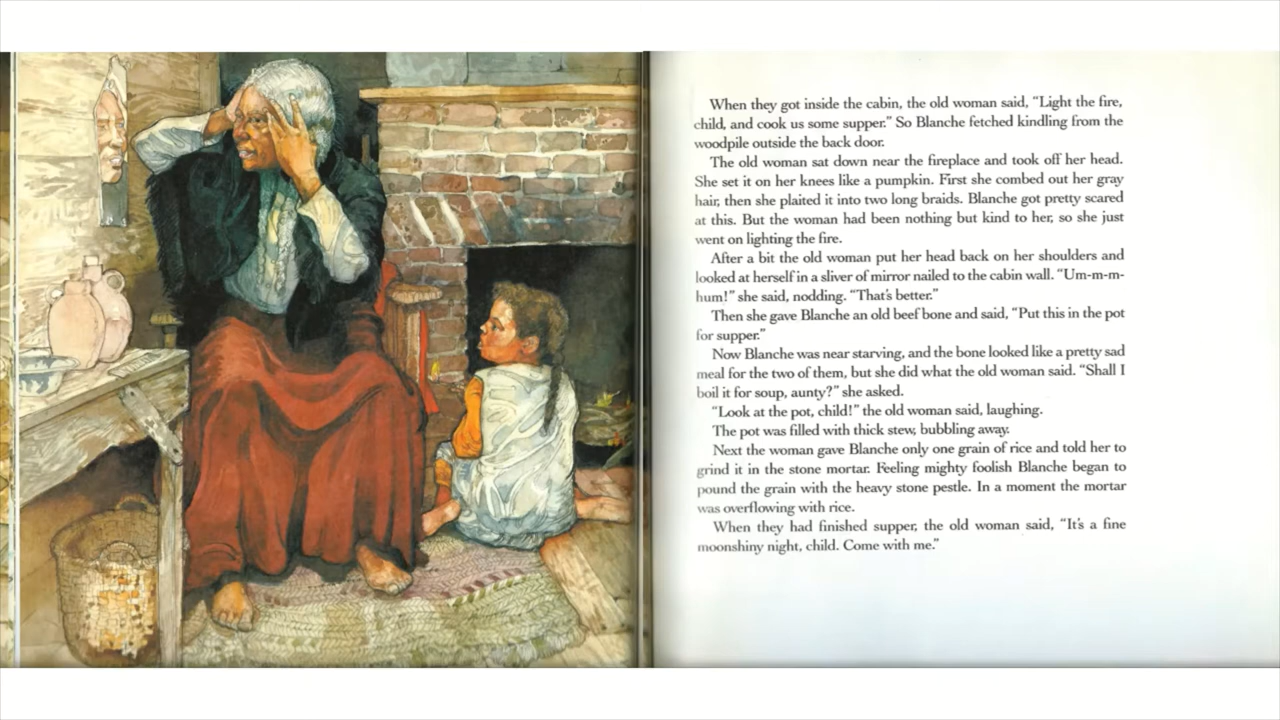 When they got inside the cabin, the old woman said, “Light the fire,
child, and cook us some supper.” So Blanche fetched kindling from the
woodpile outside the back door.
The old woman sat down near the fireplace and took off her head.
She set it on her knees like a pumpkin. First she combed out her gray
hair, then she plaited it into two long braids. Blanche got pretty scared
at this. But the woman had been nothing but kind to her, so she just
went on lighting the fire.
After a bit the old woman put her head back on her shoulders and
looked at herself in a sliver of mirror nailed to the cabin wall. “Um-m-m-
hum!” she said, nodding. “That’s better.”
Then she gave Blanche an old beef bone and said, “Put this in the pot
for supper.”
Now Blanche was near starving, and the bone looked like a pretty sad
meal for the two of them, but she did what the old woman said. “Shall I
boil it for soup, aunty?” she asked.
“Look at the pot, child!” the old woman said, laughing.
The pot was filled with thick stew, bubbling away.
Next the woman gave Blanche only one grain of rice and told her to
grind it in the stone mortar. Feeling mighty foolish Blanche began to
pound the grain with the heavy stone pestle. In a moment the mortar
was overflowing with rice.
When they had finished supper, the old woman said, “It’s a fine
moonshiny night, child. Come with me.”